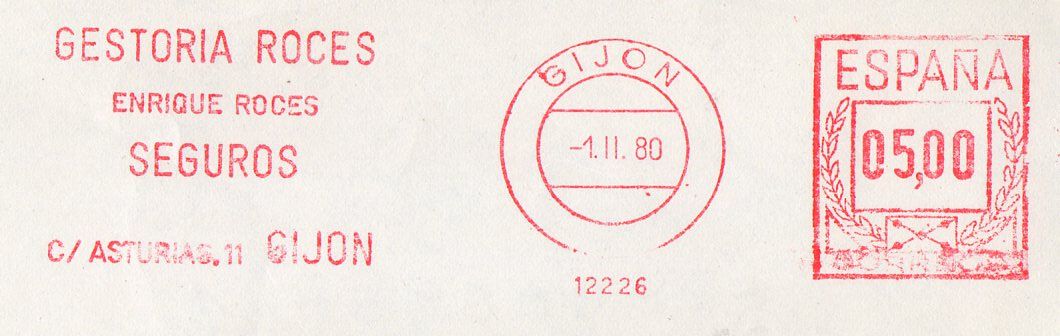 GESTORIA ROCES
ENRIQUE ROCES
SEGUROS
C/ ASTURIAS, 11 GIJON
GIJON
-1.II. 80
12226
ESPAÑA
05,00